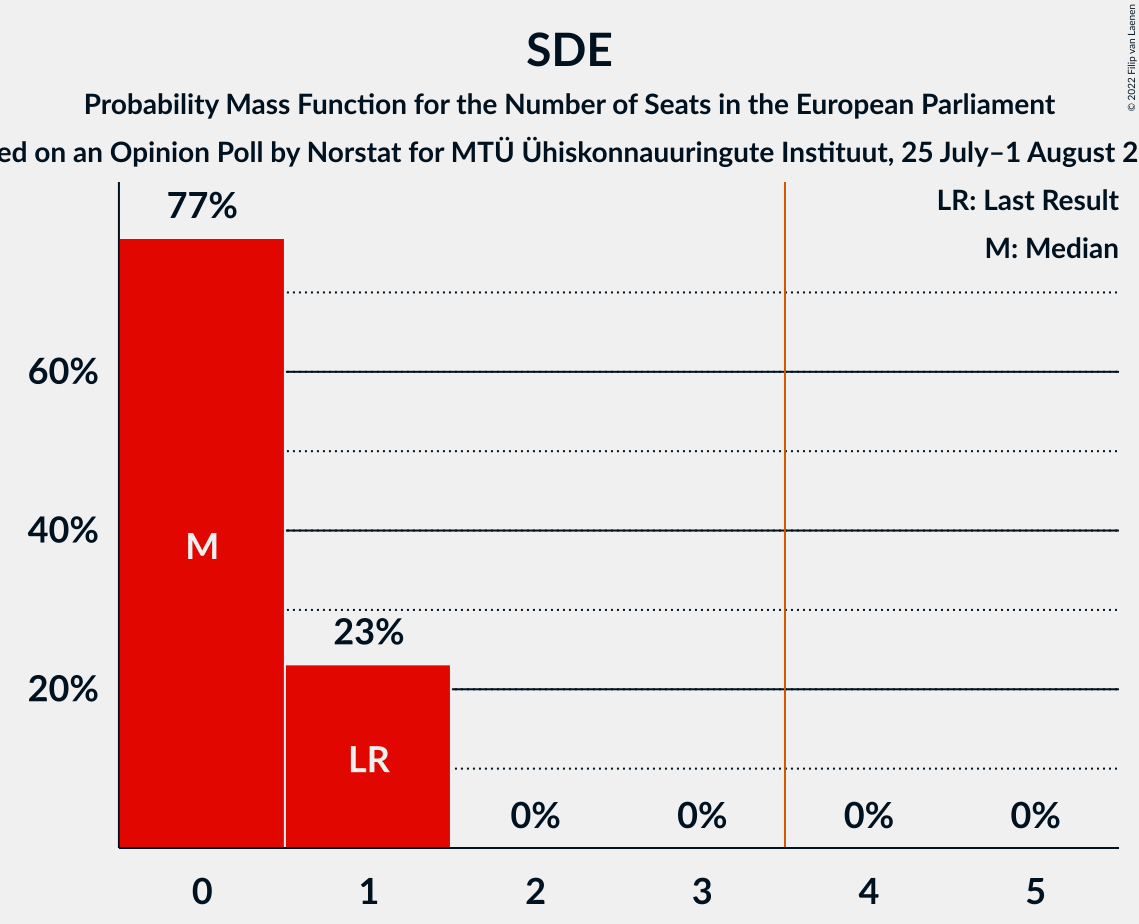 SDE
Probability Mass Function for the Number of Seats in the European Parliament
ed on an Opinion Poll by Norstat for MTÜ Ühiskonnauuringute Instituut, 25 July–1 August 2
© 2022 Filip van Laenen
LR: Last Result
M: Median
77%
60%
40%
20%
M
23%
LR
0%
0%
0%
0%
0
1
2
3
4
5